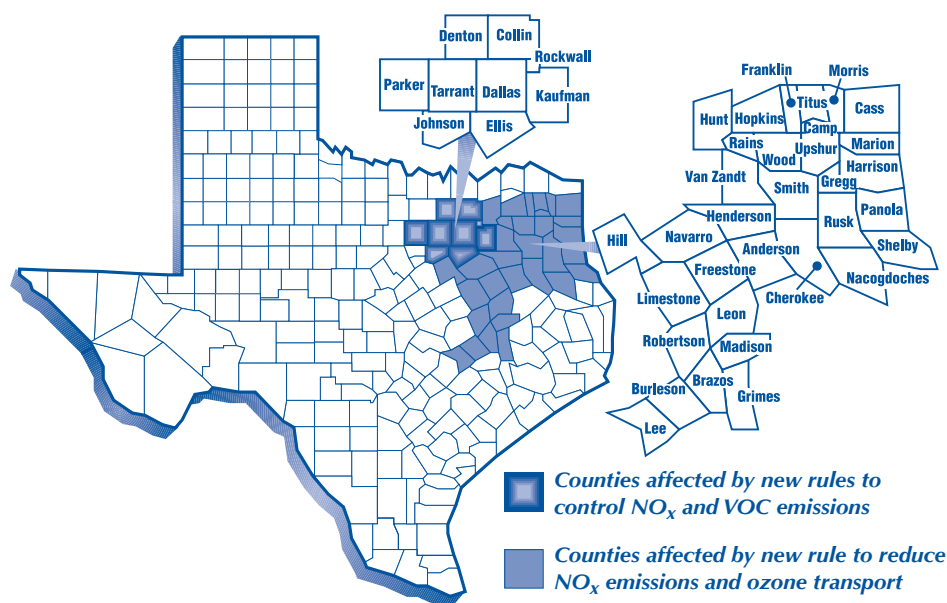 Denton
Collin
Rockwall
Parker
Tarrant
Dallas
Kaufman
Johnson
Ellis
Franklin
Morris
Hunt
Hopkins
Titus
Cass
Camp
Rains
Wood
Upshur
Marion
Van Zandt
Smith
Gregg
Harrison
Henderson
Rusk
Panola
Hill
Navarro
Anderson
Shelby
Freestone
Nacogdoches
Limestone
Cherokee
Leon
Robertson
Madison
Burleson
Brazos
Grimes
Lee
Counties affected by new rules to
control NOx and VOC emissions
Counties affected by new rule to reduce
NOx emissions and ozone transport